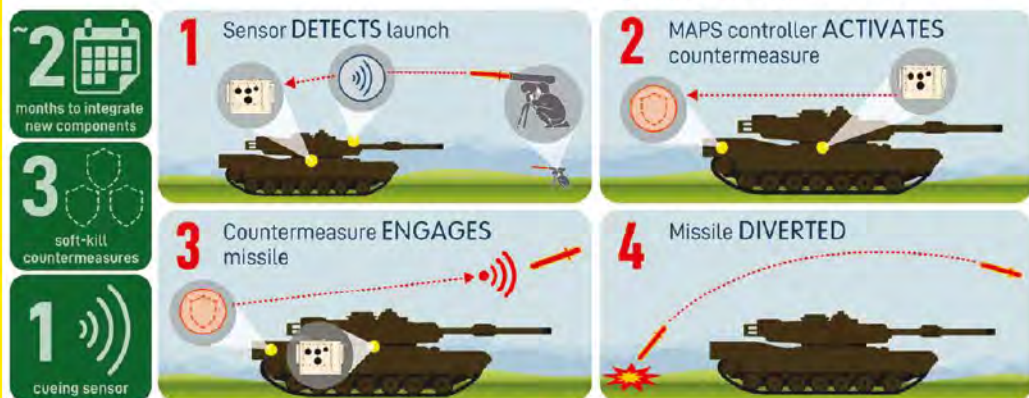 ~2
months to integrate
new components
3
soft-kill
countermeasures
1
cueing sensor
1
Sensor DETECTS launch
2
MAPS controller ACTIVATES
countermeasure
3
Countermeasure ENGAGES
missile
4
Missile DIVERTED